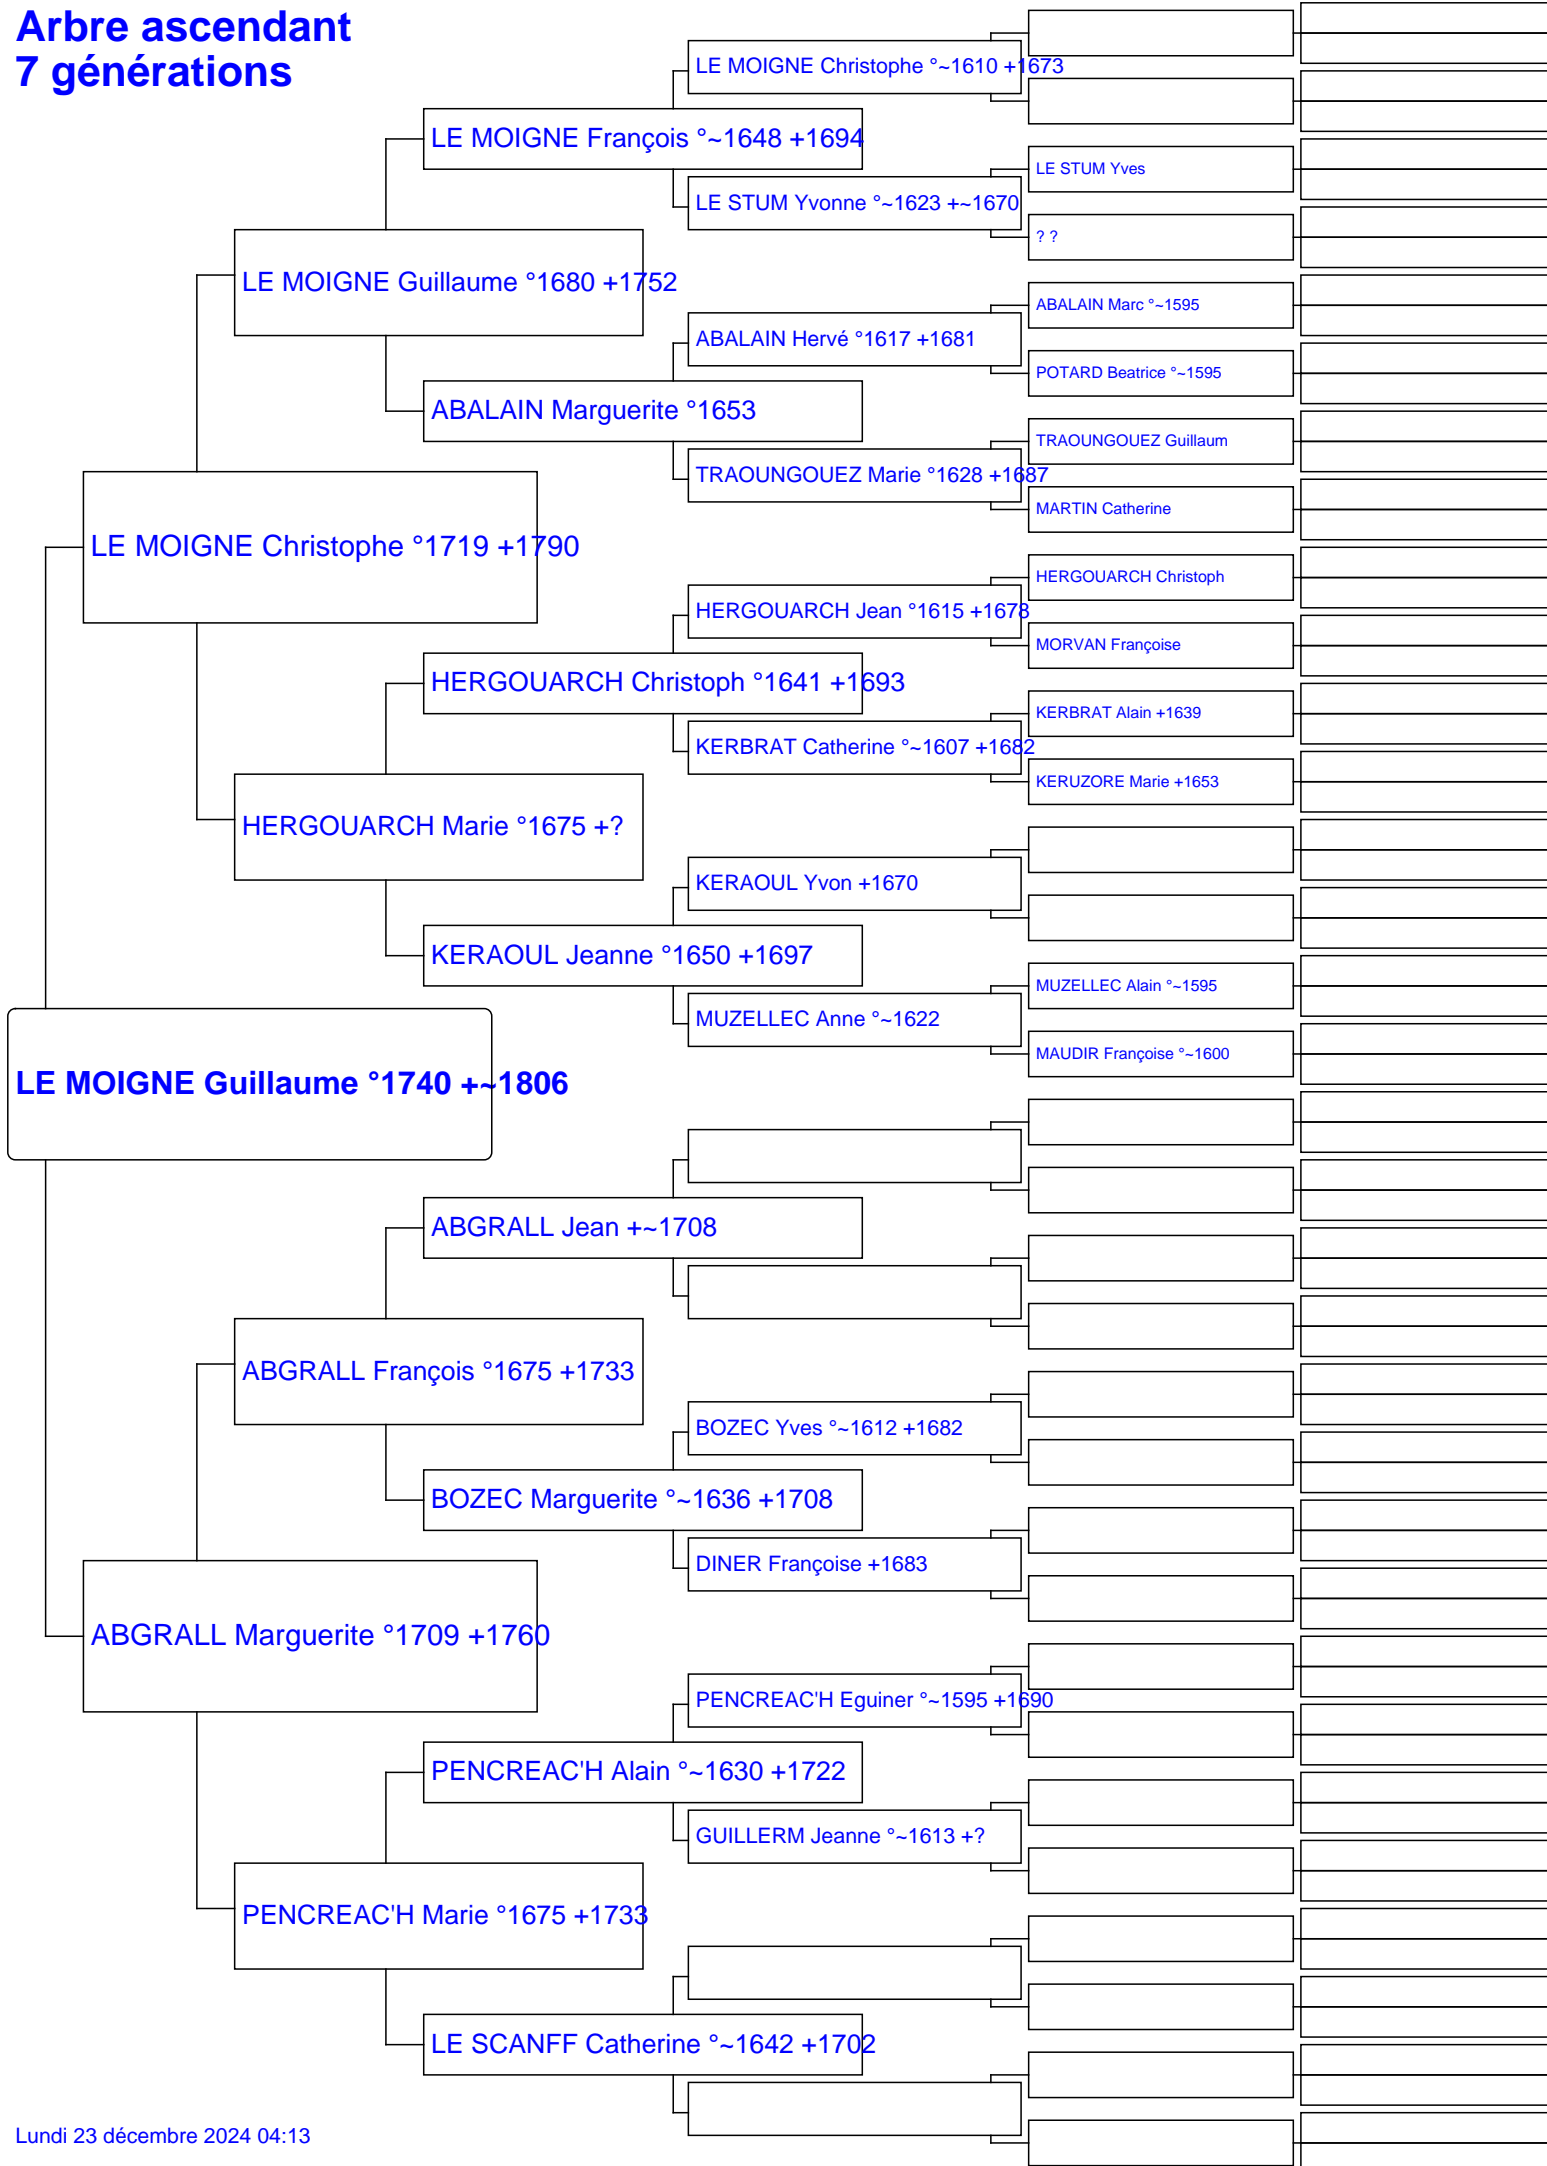 Arbre ascendant
7 générations
LE MOIGNE Christophe °~1610 +1673
LE MOIGNE François °~1648 +1694
LE STUM Yves
LE STUM Yvonne °~1623 +~1670
? ?
LE MOIGNE Guillaume °1680 +1752
ABALAIN Marc °~1595
ABALAIN Hervé °1617 +1681
POTARD Beatrice °~1595
ABALAIN Marguerite °1653
TRAOUNGOUEZ Guillaum
TRAOUNGOUEZ Marie °1628 +1687
MARTIN Catherine
LE MOIGNE Christophe °1719 +1790
HERGOUARCH Christoph
HERGOUARCH Jean °1615 +1678
MORVAN Françoise
HERGOUARCH Christoph °1641 +1693
KERBRAT Alain +1639
KERBRAT Catherine °~1607 +1682
KERUZORE Marie +1653
HERGOUARCH Marie °1675 +?
KERAOUL Yvon +1670
KERAOUL Jeanne °1650 +1697
MUZELLEC Alain °~1595
MUZELLEC Anne °~1622
MAUDIR Françoise °~1600
LE MOIGNE Guillaume °1740 +~1806
ABGRALL Jean +~1708
ABGRALL François °1675 +1733
BOZEC Yves °~1612 +1682
BOZEC Marguerite °~1636 +1708
DINER Françoise +1683
ABGRALL Marguerite °1709 +1760
PENCREAC'H Eguiner °~1595 +1690
PENCREAC'H Alain °~1630 +1722
GUILLERM Jeanne °~1613 +?
PENCREAC'H Marie °1675 +1733
LE SCANFF Catherine °~1642 +1702
Lundi 23 décembre 2024 04:13